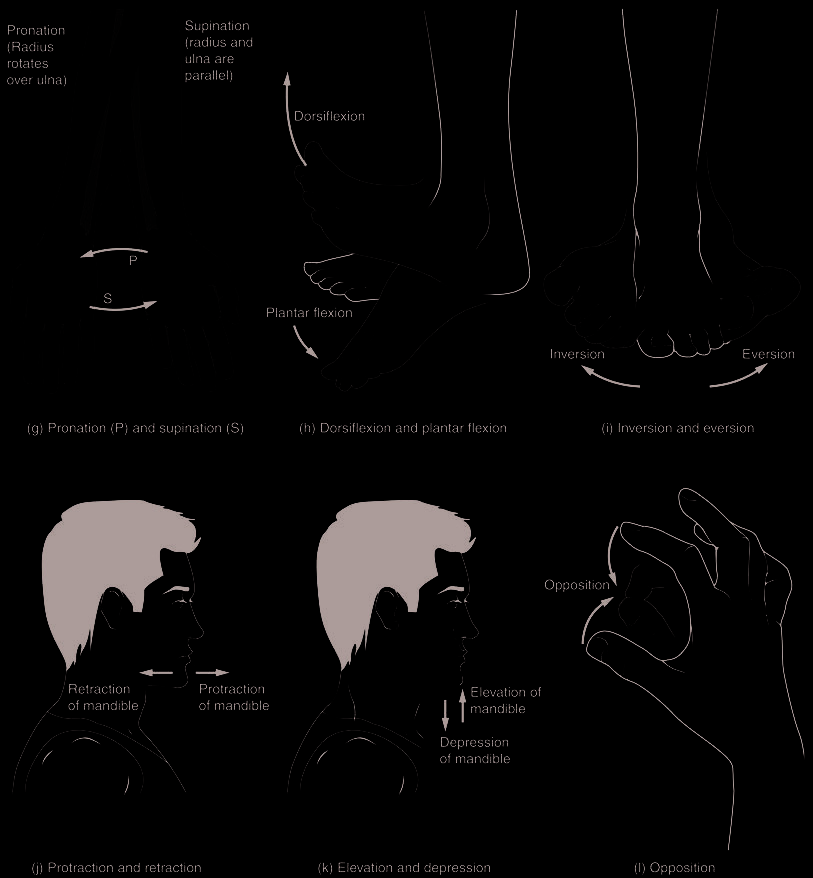 Pronation
(Radius
rotates
over ulna)
Supination
(radius and
ulna are
parallel)
P
S
(g) Pronation (P) and supination (S)
Dorsiflexion
Plantar flexion
(h) Dorsiflexion and plantar flexion
Inversion
Eversion
(i) Inversion and eversion
Retraction
of mandible
Protraction
of mandible
(j) Protraction and retraction
Elevation of
mandible
Depression
of mandible
(k) Elevation and depression
Opposition
(l) Opposition